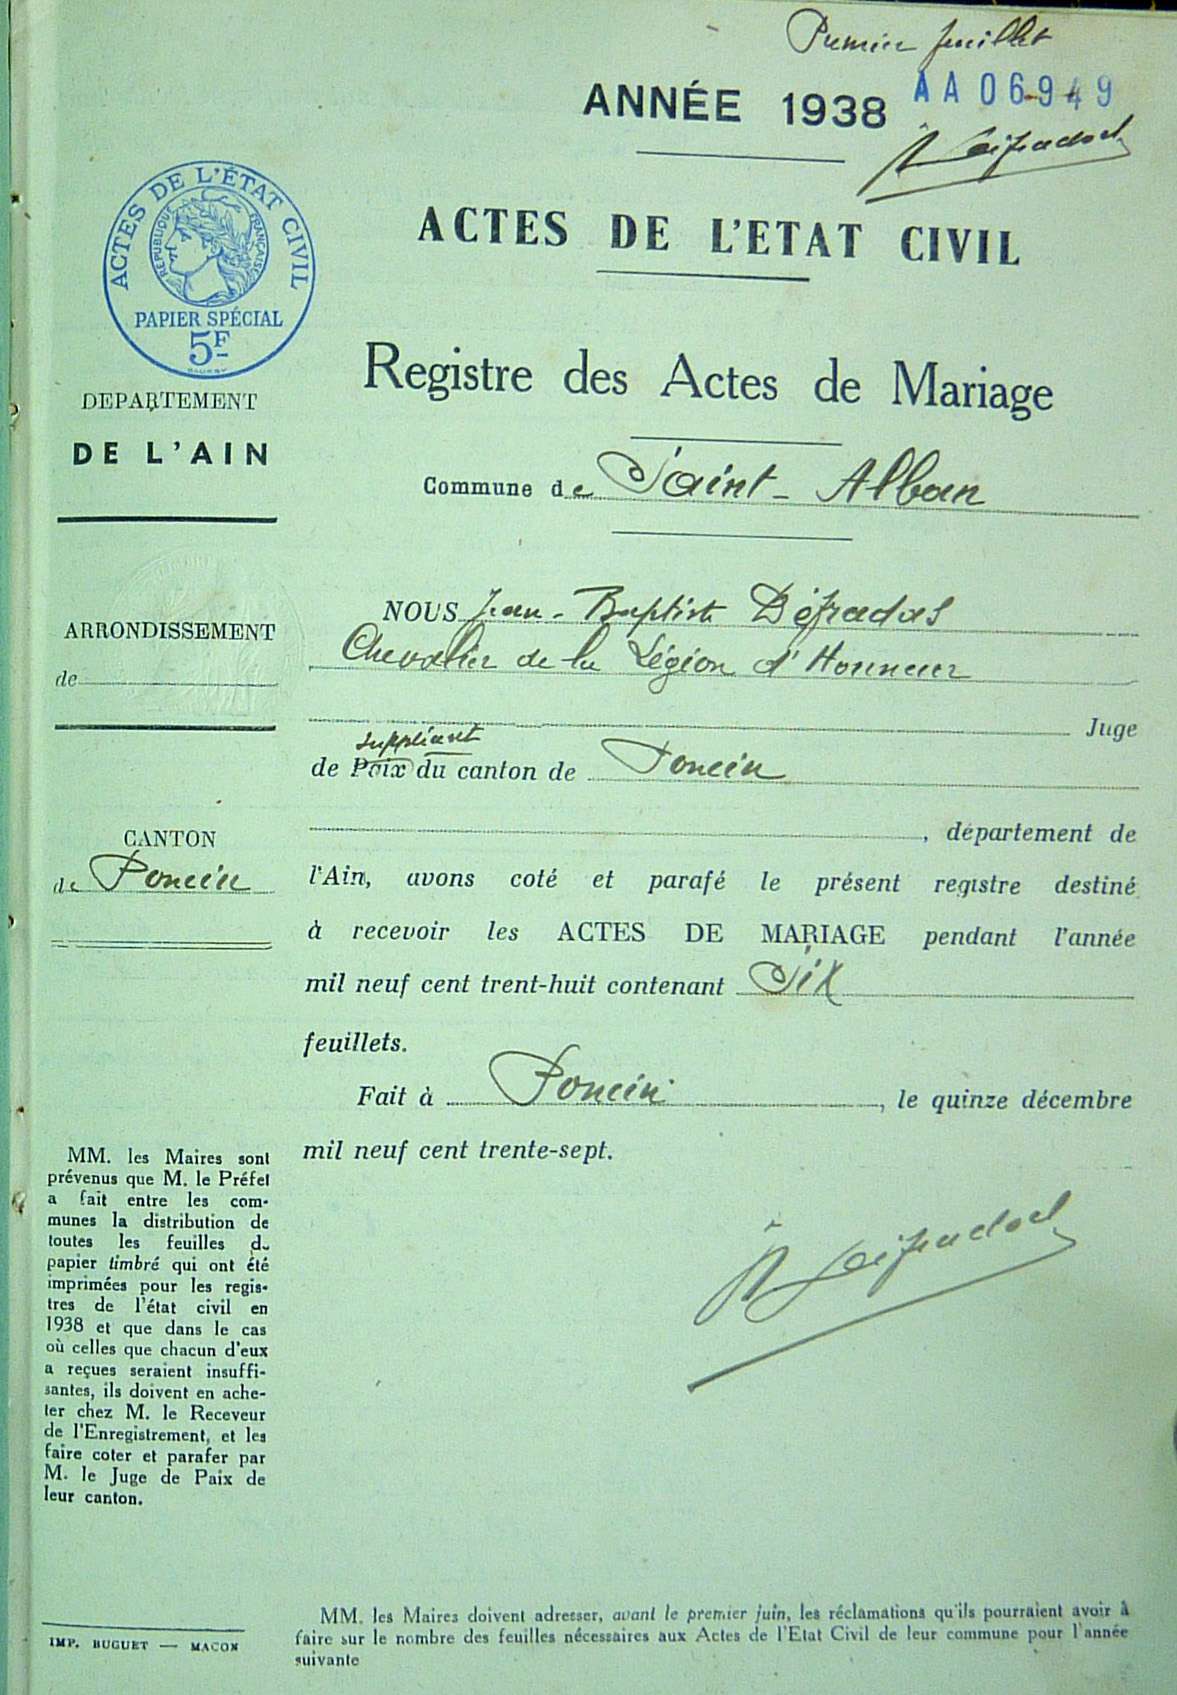 Premier feuillet
ANNÉE 1938
AA 06949
ACTES DE L'ÉTAT CIVIL
RÉPUBLIQUE FRANÇAISE
PAPIER SPÉCIAL
5F
ACTES DE L'ETAT CIVIL
Registre des Actes de Mariage
DEPARTEMENT
DE L'AIN
Commune de Saint-Alban
ARRONDISSEMENT
de
CANTON
de Poncin
NOUS Jean-Baptiste Défradas
Chevalier de la Légion d'Honneur
Juge
suppléant
de Paix du canton de Poncin
, département de
l'Ain, avons coté et parafé le présent registre destiné
à recevoir les ACTES DE MARIAGE pendant l'année
mil neuf cent trent-huit contenant Six
feuillets.
Fait à Poncin, le quinze décembre
mil neuf cent trente-sept.
MM. les Maires sont
prévenus que M. le Préfet
a fait entre les com-
munes la distribution de
toutes les feuilles de
papier timbré qui ont été
imprimées pour les regis-
tres de l'état civil en
1938 et que dans le cas
où celles que chacun d'eux
a reçues seraient insuffi-
santes, ils doivent en ache-
ter chez M. le Receveur
de l'Enregistrement, et les
faire coter et parafer par
M. le Juge de Paix de
leur canton.
IMP. BUGUET — MACON
MM. les Maires doivent adresser, avant le premier juin, les réclamations qu'ils pourraient avoir à
faire sur le nombre des feuilles nécessaires aux Actes de l'Etat Civil de leur commune pour l'année
suivante